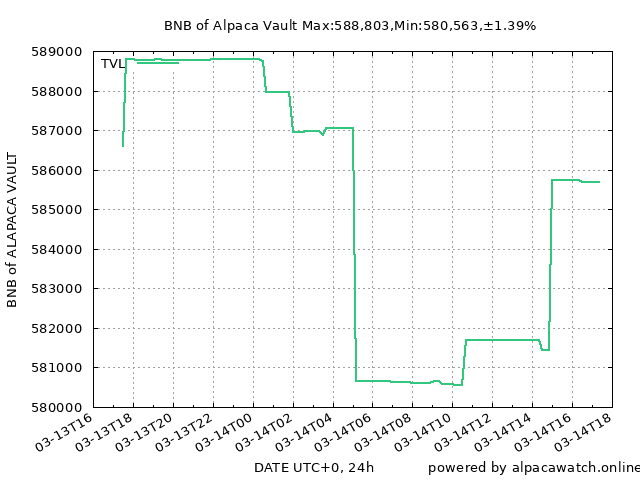 BNB of Alpaca Vault Max:588,803,Min:580,563,±1.39%
589000
588000
587000
586000
585000
584000
583000
582000
581000
580000
BNB of ALAPACA VAULT
TVL
03-13T16
03-13T18
03-13T20
03-13T22
03-14T00
03-14T02
03-14T04
03-14T06
03-14T08
03-14T10
03-14T12
03-14T14
03-14T16
03-14T18
DATE UTC+0, 24h
powered by alpacawatch.online